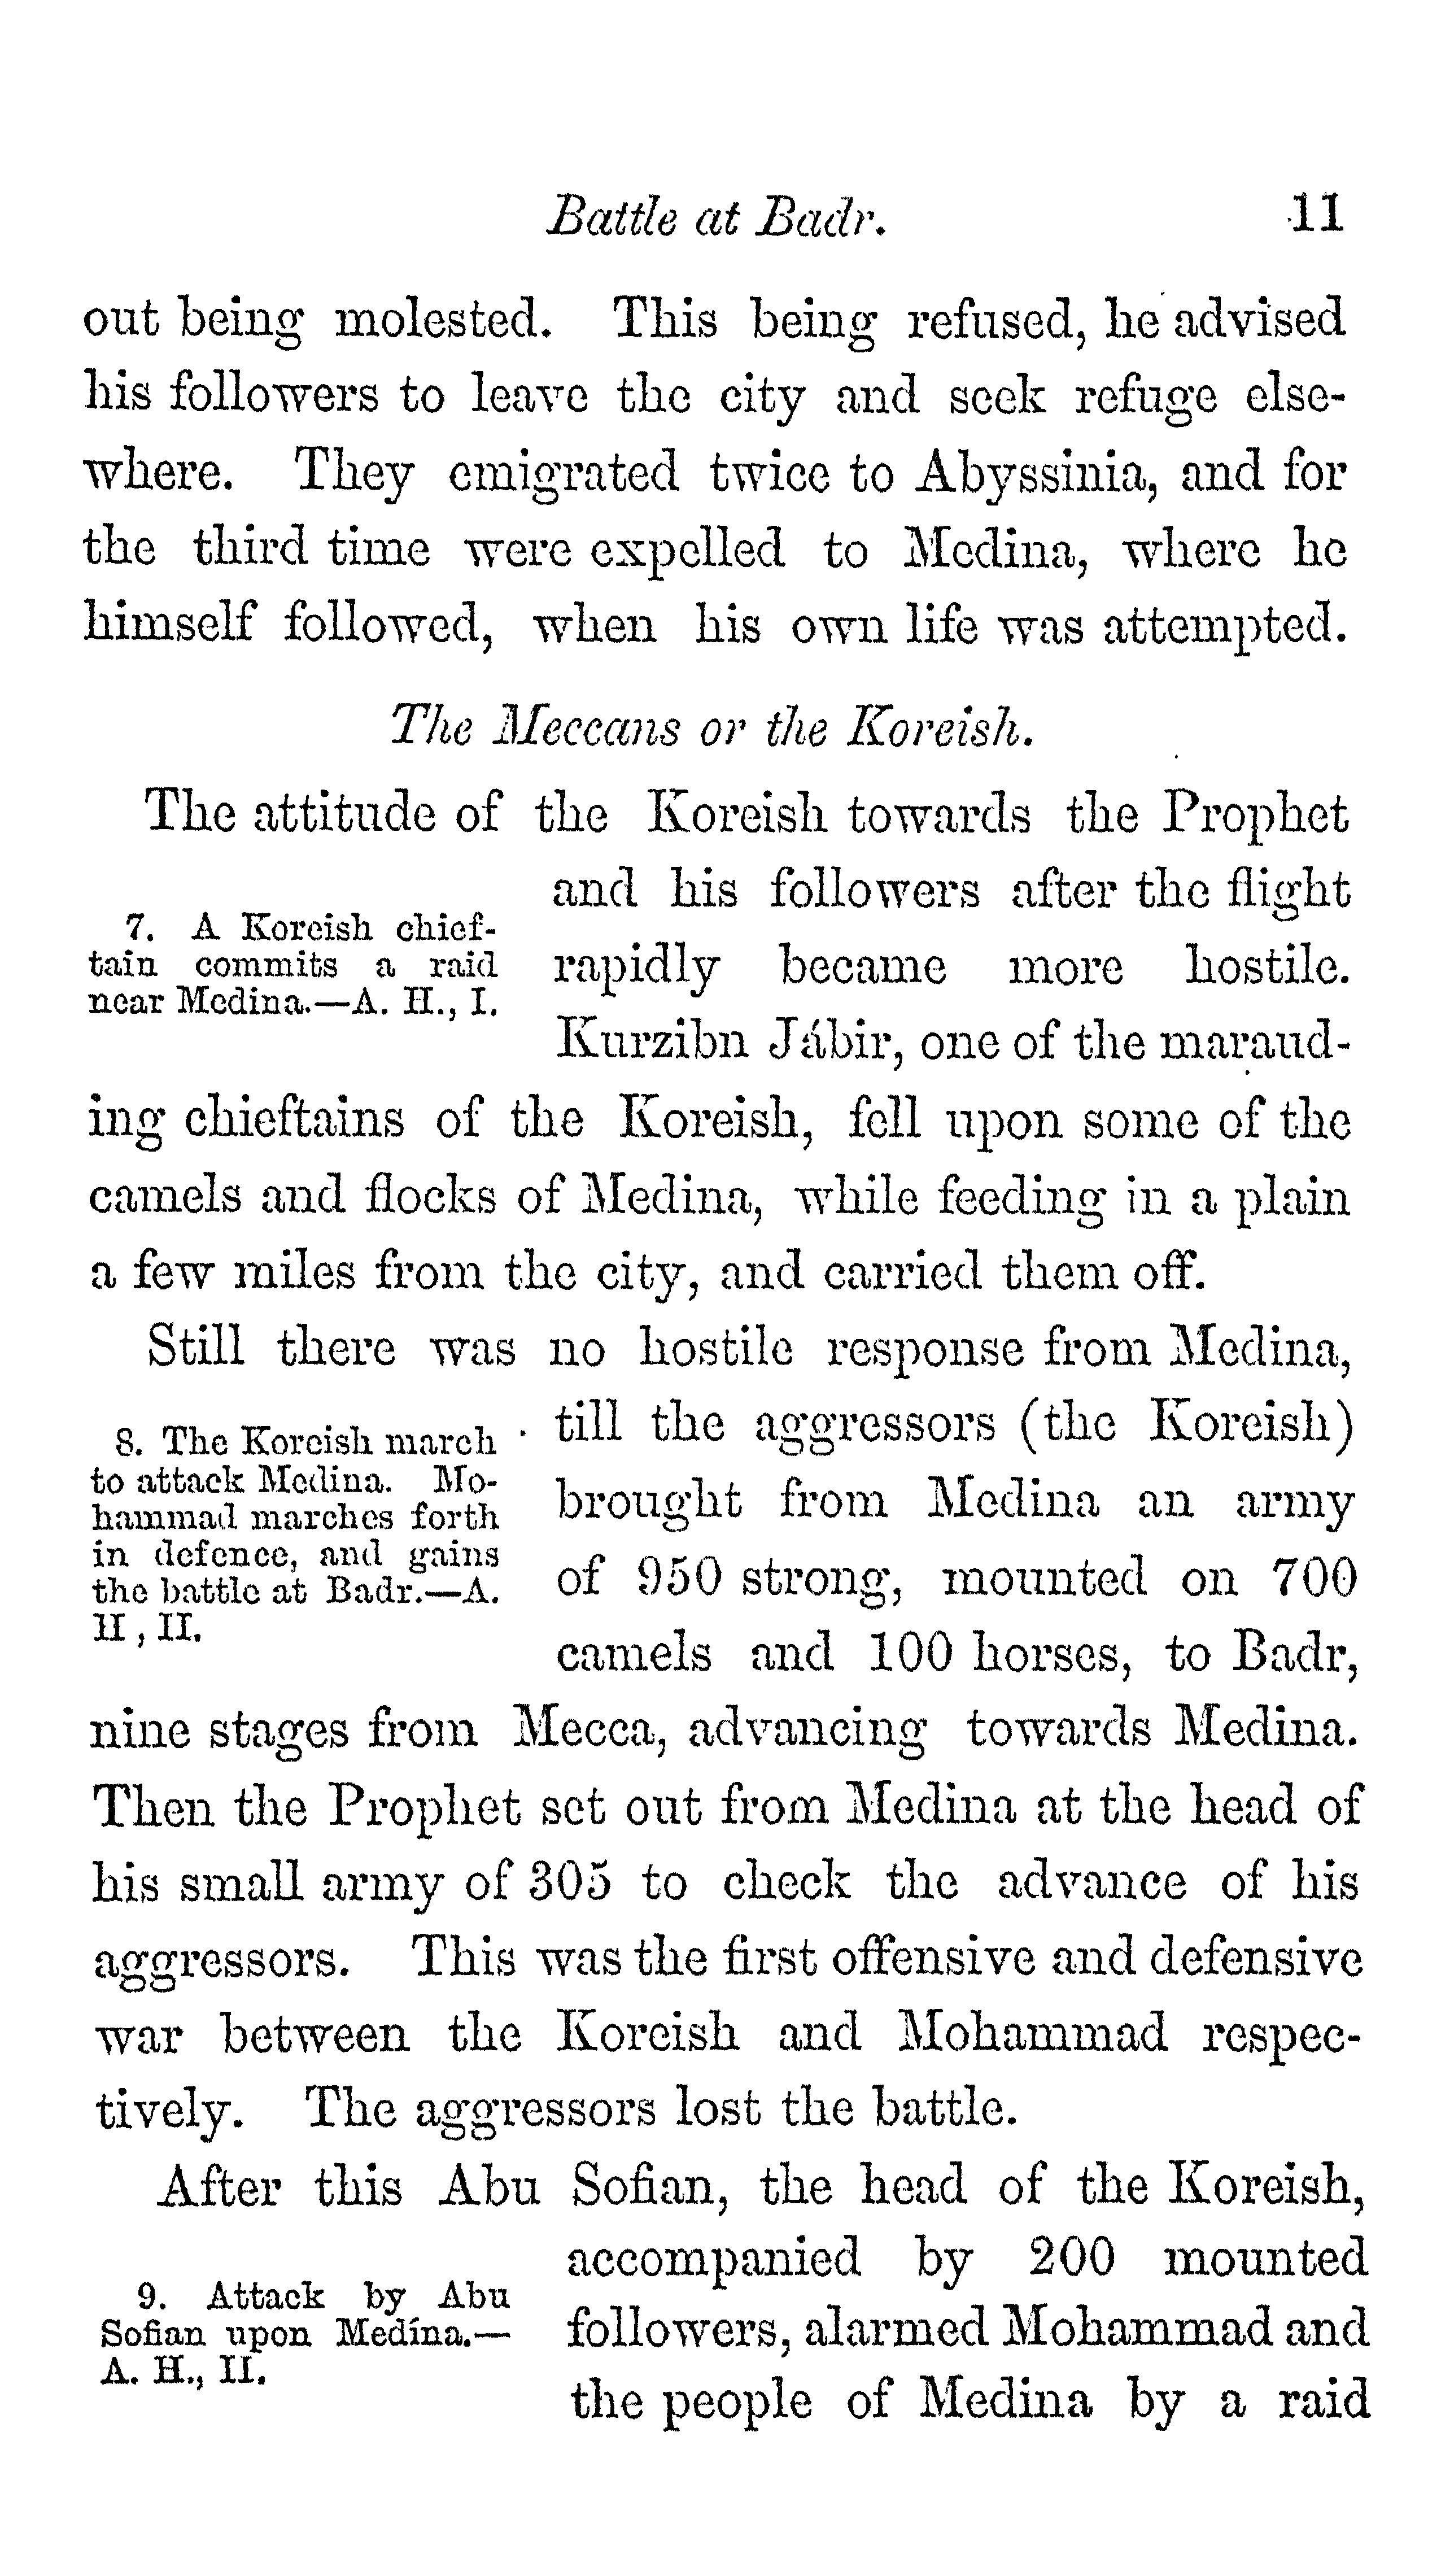 Battle at Badr. 11
out being molested. This being refused, he advised
his followers to leave the city and seek refuge else-
where. They emigrated twice to Abyssinia, and for
the third time were expelled to Medina, where he
himself followed, when his own life was attempted.
The Meccans or the Koreish.
The attitude of the Koreish towards the Prophet
7. A Koreish chief-
tain commits a raid
near Medina.—A. H., I.
and his followers after the flight
rapidly became more hostile.
Kurzibn Jábir, one of the maraud-
ing chieftains of the Koreish, fell upon some of the
camels and flocks of Medina, while feeding in a plain
a few miles from the city, and carried them off.
Still there was no hostile response from Medina,
8. The Koreish march
to attack Medina. Mo-
hammad marches forth
in defence, and gains
the battle at Badr.—A.
H, II.
till the aggressors (the Koreish)
brought from Medina an army
of 950 strong, mounted on 700
camels and 100 horses, to Badr,
nine stages from Mecca, advancing towards Medina.
Then the Prophet set out from Medina at the head of
his small army of 305 to check the advance of his
aggressors. This was the first offensive and defensive
war between the Koreish and Mohammad respec-
tively. The aggressors lost the battle.
After this Abu Sofian, the head of the Koreish,
9. Attack by Abu
Sofian upon Medína.—
A. H., II.
accompanied by 200 mounted
followers, alarmed Mohammad and
the people of Medina by a raid